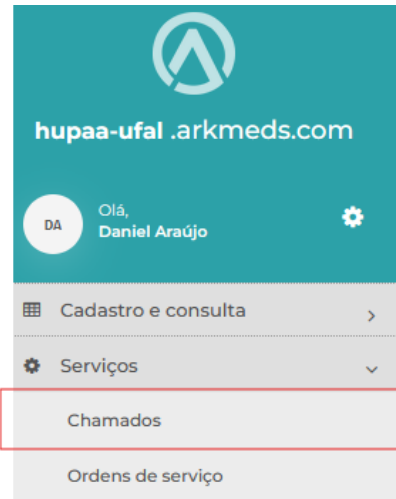 hupaa-ufal .arkmeds.com
DA
Olá,
Daniel Araújo
Cadastro e consulta
Serviços
Chamados
Ordens de serviço